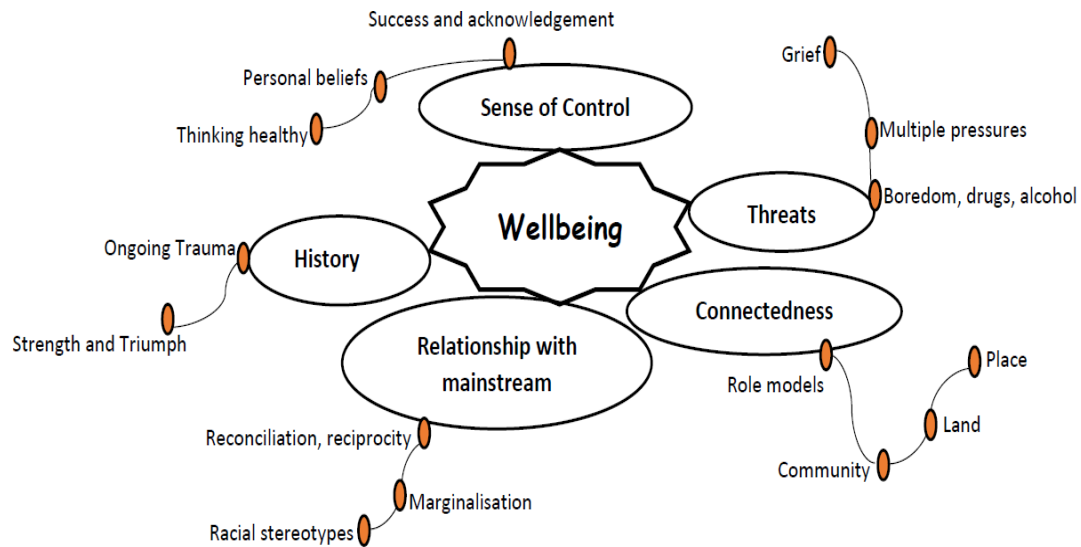 Success and acknowledgement
Personal beliefs
Thinking healthy
Sense of Control
Grief
Multiple pressures
Boredom, drugs, alcohol
Threats
Wellbeing
Ongoing Trauma
History
Strength and Triumph
Connectedness
Relationship with
mainstream
Role models
Place
Land
Community
Reconciliation, reciprocity
Marginalisation
Racial stereotypes